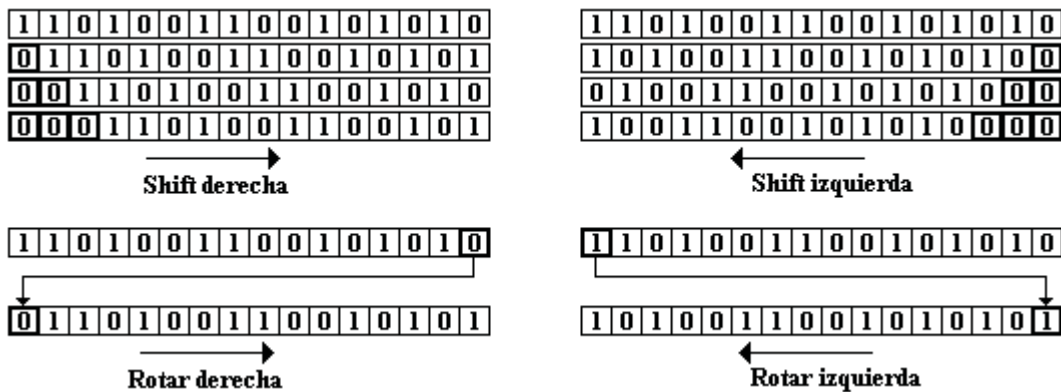 1 1 0 1 0 0 1 1 0 0 1 0 1 0 1 0
0 1 1 0 1 0 0 1 1 0 0 1 0 1 0 1
0 0 1 1 0 1 0 0 1 1 0 0 1 0 1 0
0 0 0 1 1 0 1 0 0 1 1 0 0 1 0 1
Shift derecha
1 1 0 1 0 0 1 1 0 0 1 0 1 0 1 0
1 0 1 0 0 1 1 0 0 1 0 1 0 1 0 0
0 1 0 0 1 1 0 0 1 0 1 0 1 0 0 0
1 0 0 1 1 0 0 1 0 1 0 1 0 0 0 0
Shift izquierda
1 1 0 1 0 0 1 1 0 0 1 0 1 0 1 0
0 1 1 0 1 0 0 1 1 0 0 1 0 1 0 1
Rotar derecha
1 1 0 1 0 0 1 1 0 0 1 0 1 0 1 0
1 0 1 0 0 1 1 0 0 1 0 1 0 1 0 1
Rotar izquierda